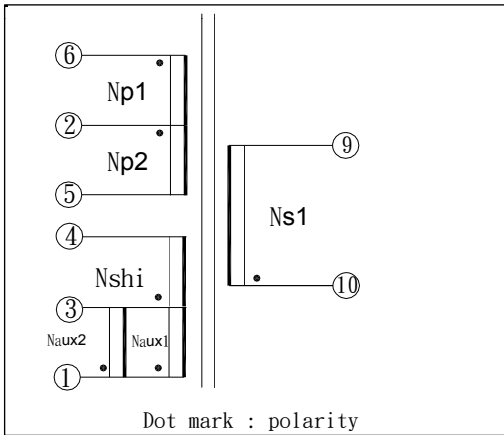 ⑥
Np1
②
Np2
⑤
⑨
Ns1
⑩
④
Nshi
③
Naux2 Naux1
①
Dot mark : polarity